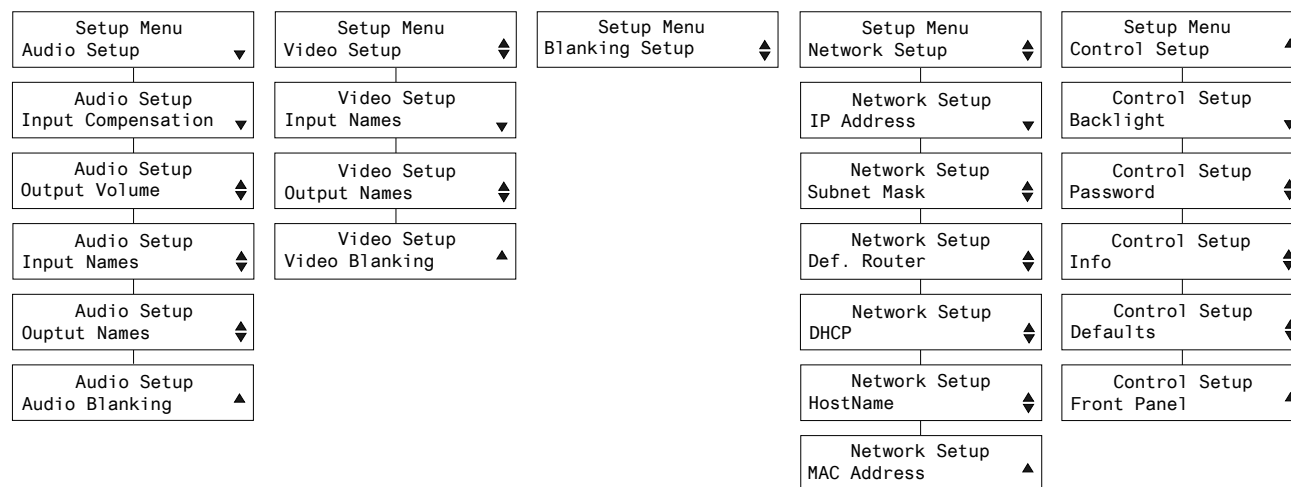 Setup Menu
Audio Setup
Audio Setup
Input Compensation
Audio Setup
Output Volume
Audio Setup
Input Names
Audio Setup
Ouptut Names
Audio Setup
Audio Blanking
Setup Menu
Video Setup
Video Setup
Input Names
Video Setup
Output Names
Video Setup
Video Blanking
Setup Menu
Blanking Setup
Setup Menu
Network Setup
Network Setup
IP Address
Network Setup
Subnet Mask
Network Setup
Def. Router
Network Setup
DHCP
Network Setup
HostName
Network Setup
MAC Address
Setup Menu
Control Setup
Control Setup
Backlight
Control Setup
Password
Control Setup
Info
Control Setup
Defaults
Control Setup
Front Panel